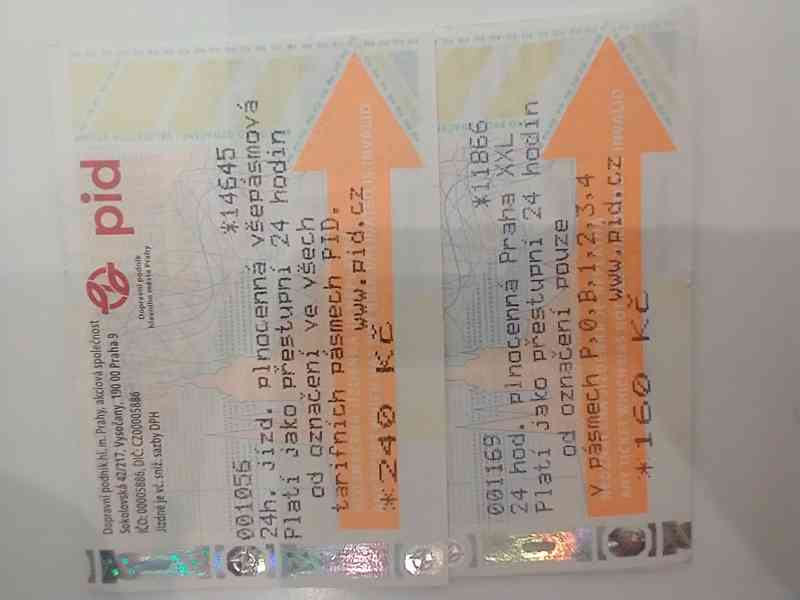 Dopravní podnik hl. m. Prahy, akciová společnost
Sokolovská 42/217, Vysočany, 190 00 Praha 9
IČO: 00005886, DIČ: CZ00005886
Jízdné je vč. sníž. sazby DPH
Dopravní podnik
hlavního města Prahy
pid
001056 *14645
24h. jízd. plnocenná všepásmová
Platí jako přestupní 24 hodin
od označení ve všech
tarifních pásmech PID.
www.pid.cz
*240 Kč
001169 *11866
24 hod. plnocenná Praha XXL
Platí jako přestupní 24 hodin
od označení pouze
v pásmech P,0,B,1,2,3,4
www.pid.cz
*160 Kč